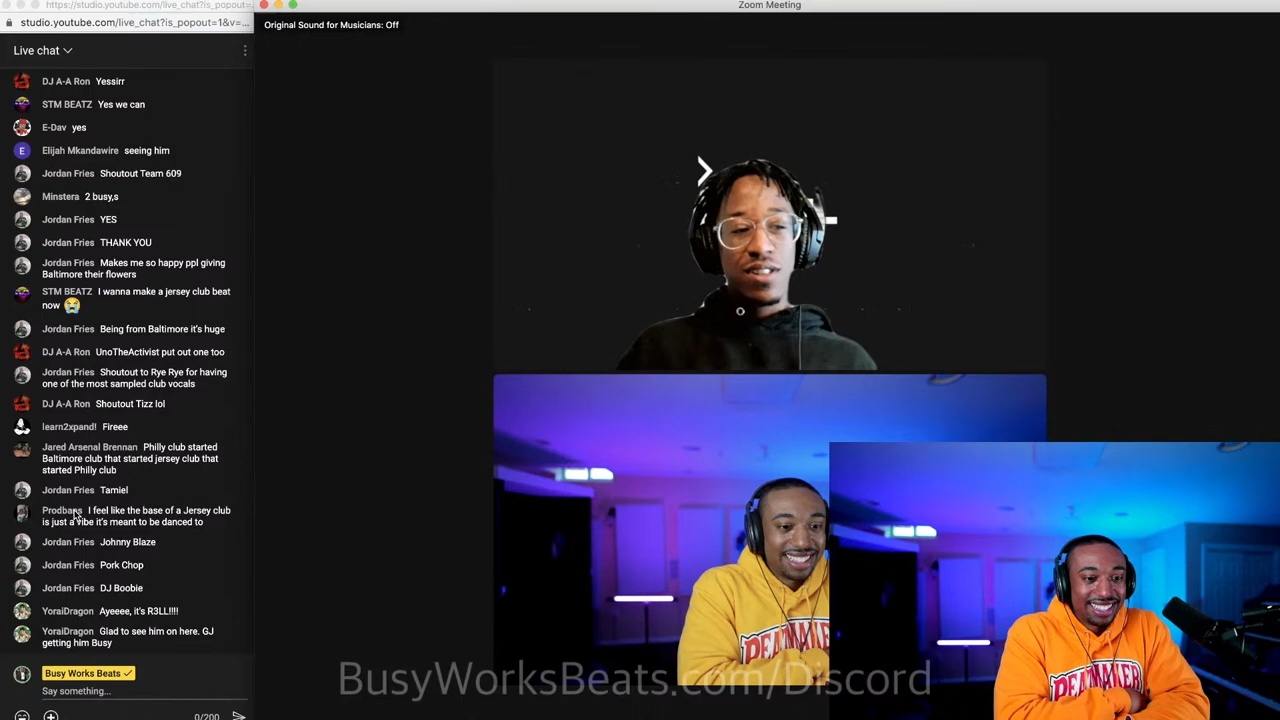 https://studio.youtube.com/live_chat?is_popout=1&v=
studio.youtube.com/live_chat?is_popout=1&v=...
Live chat
DJ A-A Ron Yessirr
STM BEATZ Yes we can
E-Dav yes
E
Elijah Mkandawire seeing him
Jordan Fries Shoutout Team 609
Minstera 2 busy,s
Jordan Fries YES
Jordan Fries THANK YOU
Jordan Fries Makes me so happy ppl giving
Baltimore their flowers
STM BEATZ I wanna make a jersey club beat
now
Jordan Fries Being from Baltimore it's huge
DJ A-A Ron UnoTheActivist put out one too
Jordan Fries Shoutout to Rye Rye for having
one of the most sampled club vocals
DJ A-A Ron Shoutout Tizz lol
learn2xpand! Fireee
Jared Arsenal Brennan Philly club started
Baltimore club that started jersey club that
started Philly club
Jordan Fries Tamiel
I feel like the base of a Jersey club
is just a vibe it's meant to be danced to
Jordan Fries Johnny Blaze
Jordan Fries Pork Chop
Jordan Fries DJ Boobie
YoraiDragon Ayeeee, it's R3LL!!!!
YoraiDragon Glad to see him on here. GJ
getting him Busy
Busy Works Beats
Say something...
0/200
Zoom Meeting
Original Sound for Musicians: Off
BEATMAKER
BEATMAKER
BusyWorksBeats.com/Discord